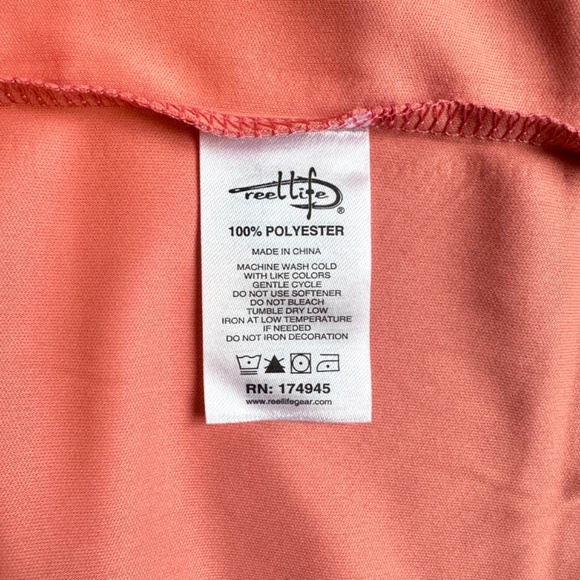 reel life ®
100% POLYESTER
MADE IN CHINA
MACHINE WASH COLD
WITH LIKE COLORS
GENTLE CYCLE
DO NOT USE SOFTENER
DO NOT BLEACH
TUMBLE DRY LOW
IRON AT LOW TEMPERATURE
IF NEEDED
DO NOT IRON DECORATION
RN: 174945
www.reellifegear.com